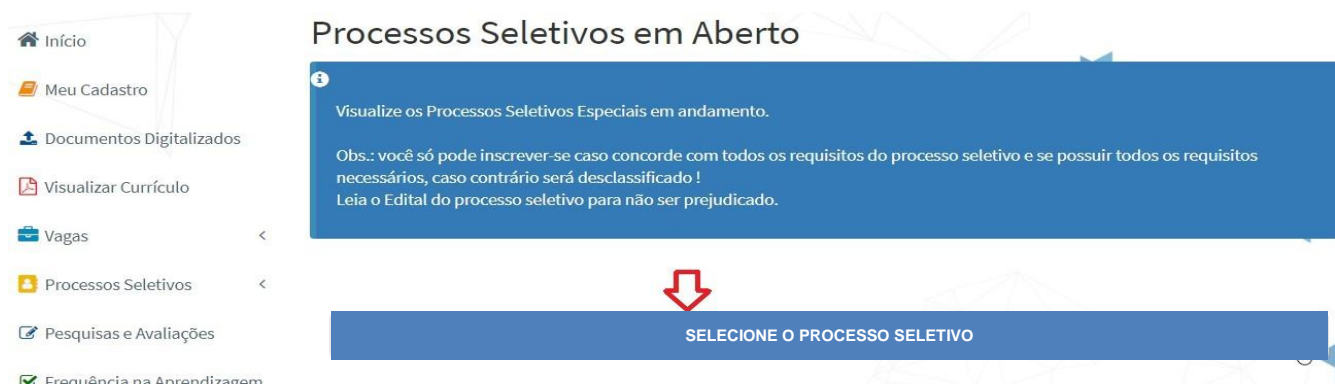 Início
Meu Cadastro
Documentos Digitalizados
Visualizar Currículo
Vagas
Processos Seletivos
Pesquisas e Avaliações
Frequência na Aprendizagem
Processos Seletivos em Aberto
Visualize os Processos Seletivos Especiais em andamento.
Obs.: você só pode inscrever-se caso concorde com todos os requisitos do processo seletivo e se possuir todos os requisitos
necessários, caso contrário será desclassificado !
Leia o Edital do processo seletivo para não ser prejudicado.
SELECIONE O PROCESSO SELETIVO